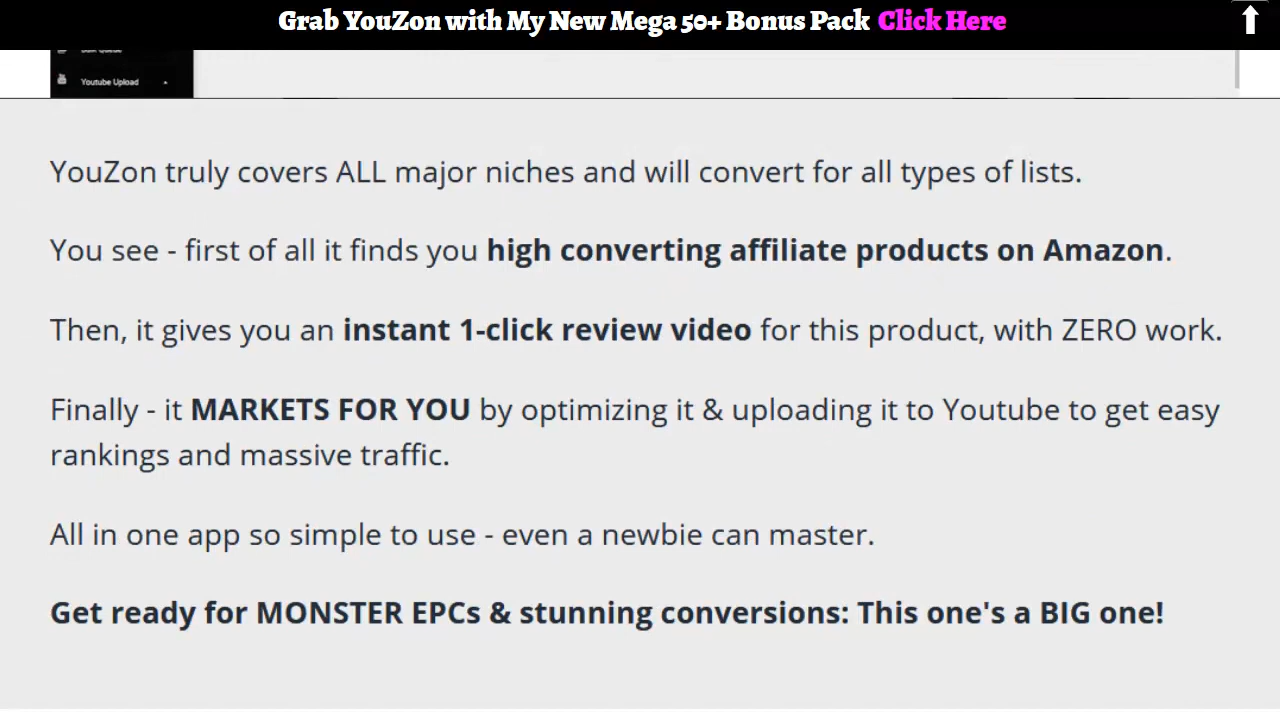 Grab YouZon with My New Mega 50+ Bonus Pack Click Here
Youtube Upload
YouZon truly covers ALL major niches and will convert for all types of lists.
You see - first of all it finds you high converting affiliate products on Amazon.
Then, it gives you an instant 1-click review video for this product, with ZERO work.
Finally - it MARKETS FOR YOU by optimizing it & uploading it to Youtube to get easy
rankings and massive traffic.
All in one app so simple to use - even a newbie can master.
Get ready for MONSTER EPCs & stunning conversions: This one's a BIG one!